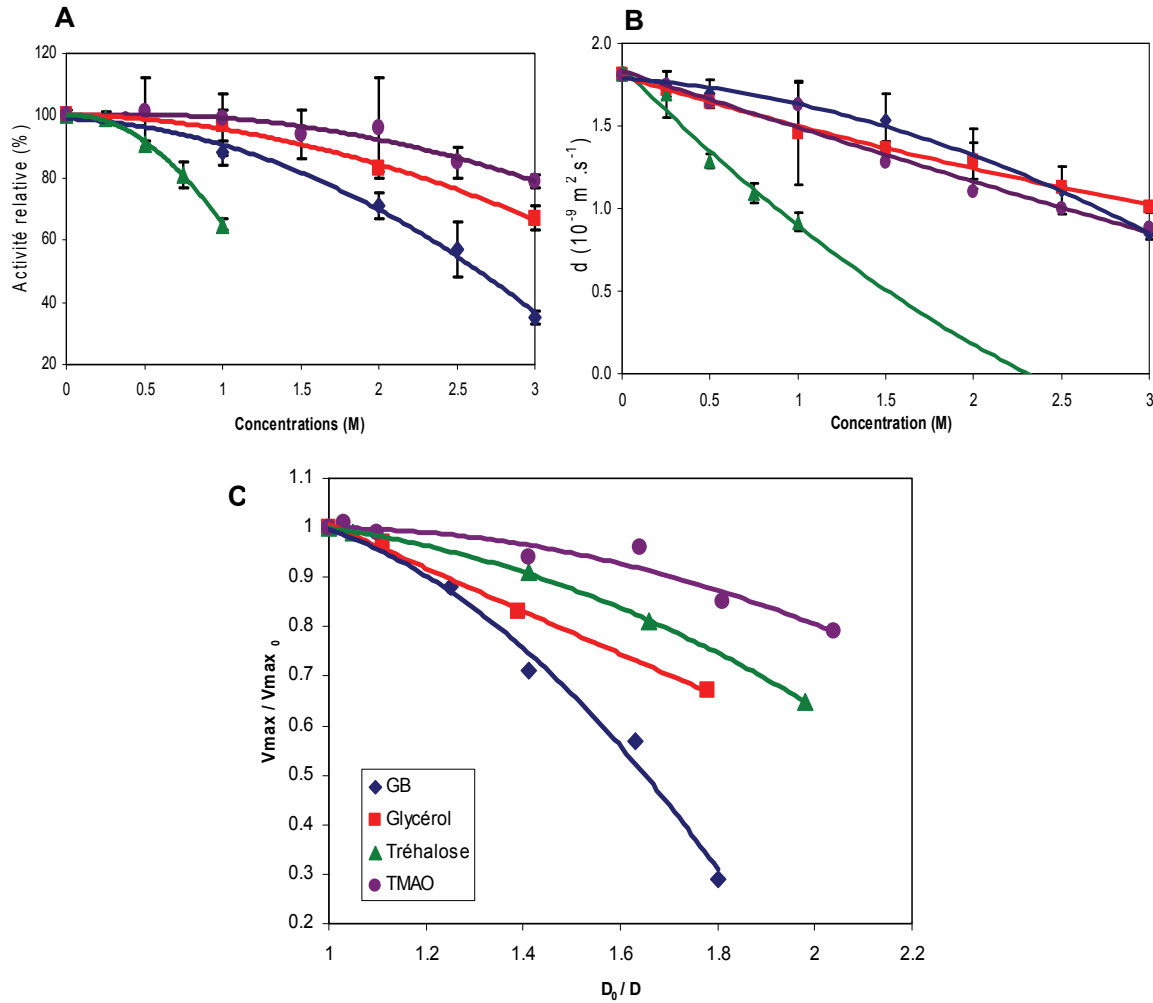 A
120
100
80
60
40
20
Activité relative (%)
0 0.5 1 1.5 2 2.5 3
Concentrations (M)
B
2.0
1.5
1.0
0.5
0.0
d (10⁻⁹ m².s⁻¹)
0 0.5 1 1.5 2 2.5 3
Concentration (M)
C
1.1
1
0.9
0.8
0.7
0.6
0.5
0.4
0.3
0.2
Vmax / Vmax₀
GB
Glycérol
Tréhalose
TMAO
1 1.2 1.4 1.6 1.8 2 2.2
D₀ / D